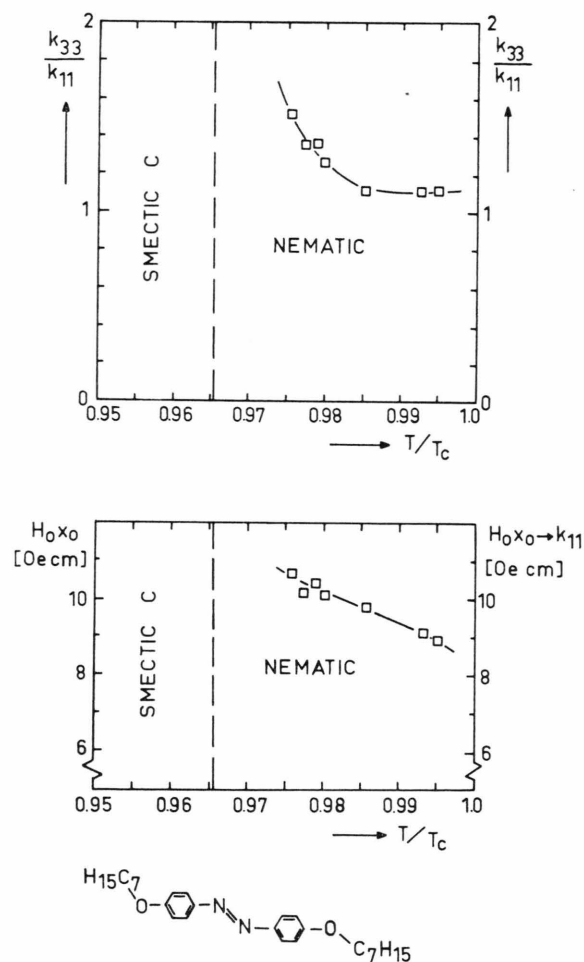 2
k33
k11
SMECTIC C
NEMATIC
1
0
2
k33
k11
1
0
0.95 0.96 0.97 0.98 0.99 1.0
T/Tc
H₀x₀
[Oe cm]
10
8
6
SMECTIC C
NEMATIC
H₀x₀→k11
[Oe cm]
10
8
6
0.95 0.96 0.97 0.98 0.99 1.0
T/Tc
H15C7
O N N O
C7H15